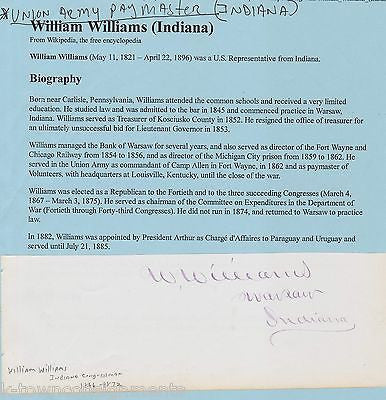 *UNION ARMY PAYMASTER (INDIANA)
William Williams (Indiana)
From Wikipedia, the free encyclopedia
William Williams (May 11, 1821 – April 22, 1896) was a U.S. Representative from Indiana.
Biography
Born near Carlisle, Pennsylvania, Williams attended the common schools and received a very limited
education. He studied law and was admitted to the bar in 1845 and commenced practice in Warsaw,
Indiana. Williams served as Treasurer of Kosciusko County in 1852. He resigned the office of treasurer for
an ultimately unsuccessful bid for Lieutenant Governor in 1853.
Williams managed the Bank of Warsaw for several years, and also served as director of the Fort Wayne and
Chicago Railway from 1854 to 1856, and as director of the Michigan City prison from 1859 to 1862. He
served in the Union Army as commandant of Camp Allen in Fort Wayne, in 1862 and as paymaster of
Volunteers, with headquarters at Louisville, Kentucky, until the close of the war.
Williams was elected as a Republican to the Fortieth and to the three succeeding Congresses (March 4,
1867 – March 3, 1875). He served as chairman of the Committee on Expenditures in the Department of
War (Fortieth through Forty-third Congresses). He did not run in 1874, and returned to Warsaw to practice
law.
In 1882, Williams was appointed by President Arthur as Chargé d'Affaires to Paraguay and Uruguay and
served until July 21, 1885.
W. Williams
Warsaw
Indiana
William Williams
Indiana Congressman
k-townconsignments